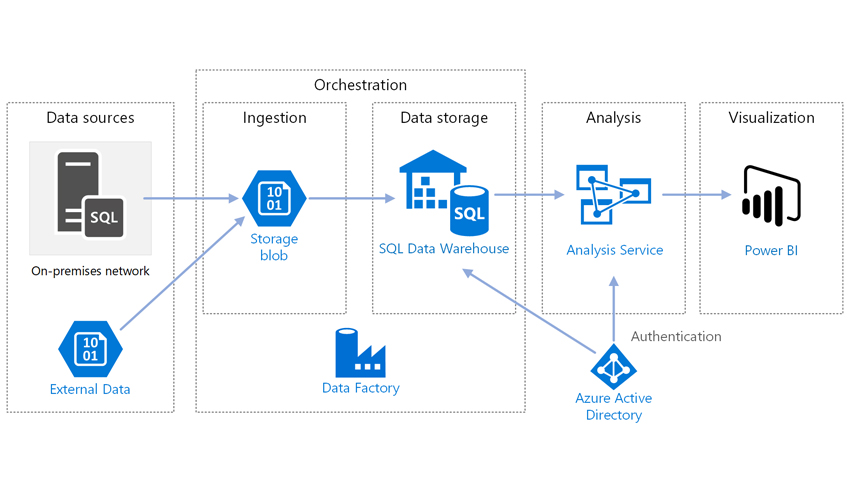 Orchestration
Data sources
Ingestion
Data storage
Analysis
Visualization
SQL
10
01
SQL
On-premises network
Storage
blob
SQL Data Warehouse
Analysis Service
Power BI
10
01
External Data
Data Factory
Authentication
Azure Active
Directory